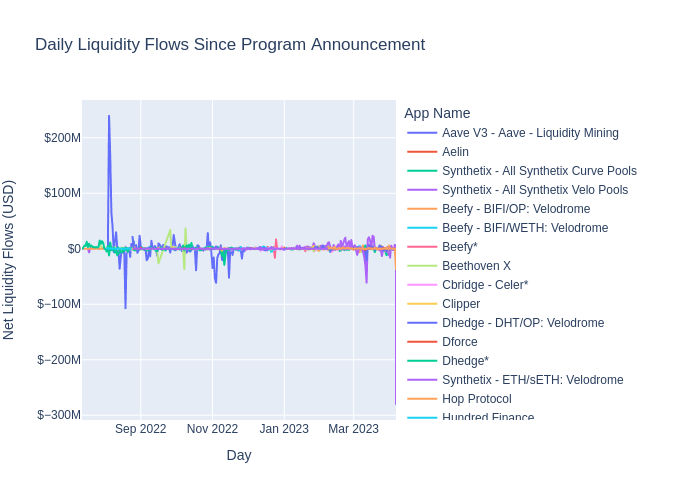 Daily Liquidity Flows Since Program Announcement
App Name
Aave V3 - Aave - Liquidity Mining
Aelin
Synthetix - All Synthetix Curve Pools
Synthetix - All Synthetix Velo Pools
Beefy - BIFI/OP: Velodrome
Beefy - BIFI/WETH: Velodrome
Beefy*
Beethoven X
Cbridge - Celer*
Clipper
Dhedge - DHT/OP: Velodrome
Dforce
Dhedge*
Synthetix - ETH/sETH: Velodrome
Hop Protocol
Hundred Finance
$200M
$100M
$0
$−100M
$−200M
$−300M
Net Liquidity Flows (USD)
Sep 2022
Nov 2022
Jan 2023
Mar 2023
Day